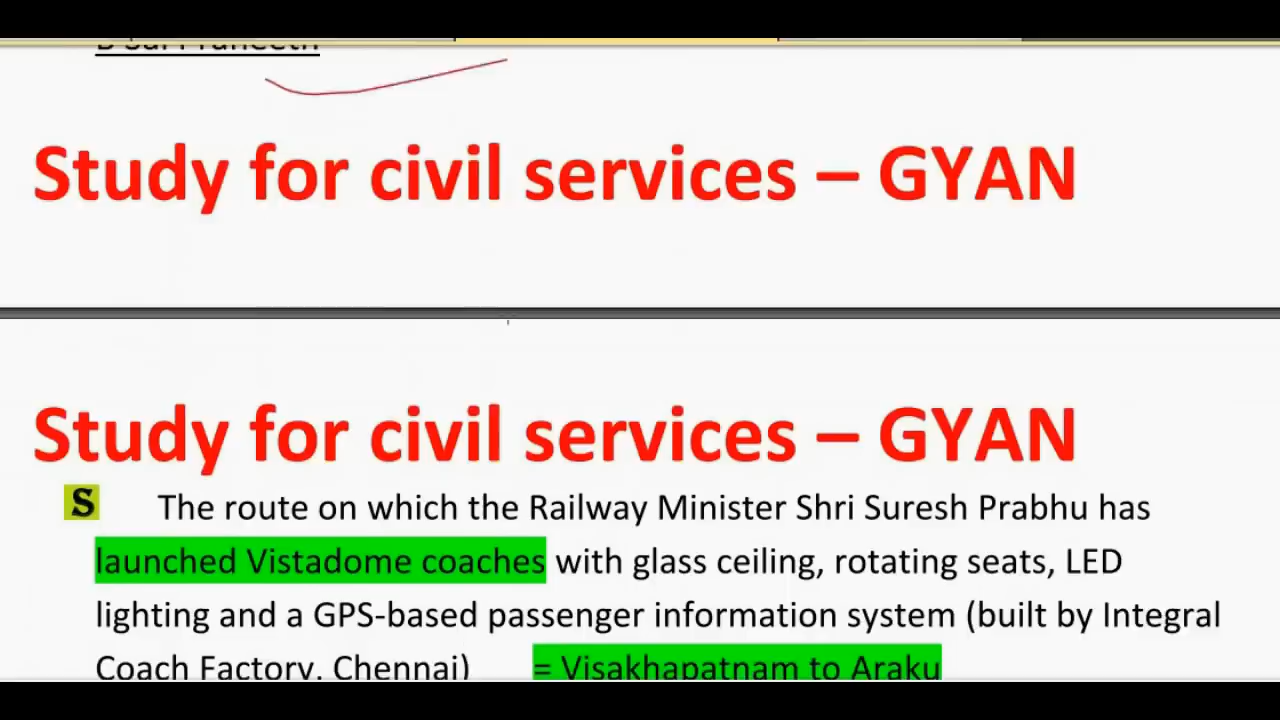 B Sai Praneeth
Study for civil services – GYAN
Study for civil services – GYAN
S The route on which the Railway Minister Shri Suresh Prabhu has
launched Vistadome coaches with glass ceiling, rotating seats, LED
lighting and a GPS-based passenger information system (built by Integral
Coach Factory, Chennai) = Visakhapatnam to Araku